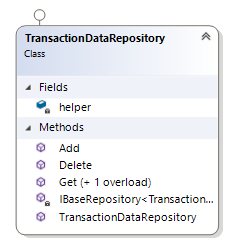 TransactionDataRepository
Class
Fields
helper
Methods
Add
Delete
Get (+ 1 overload)
IBaseRepository<Transaction...
TransactionDataRepository